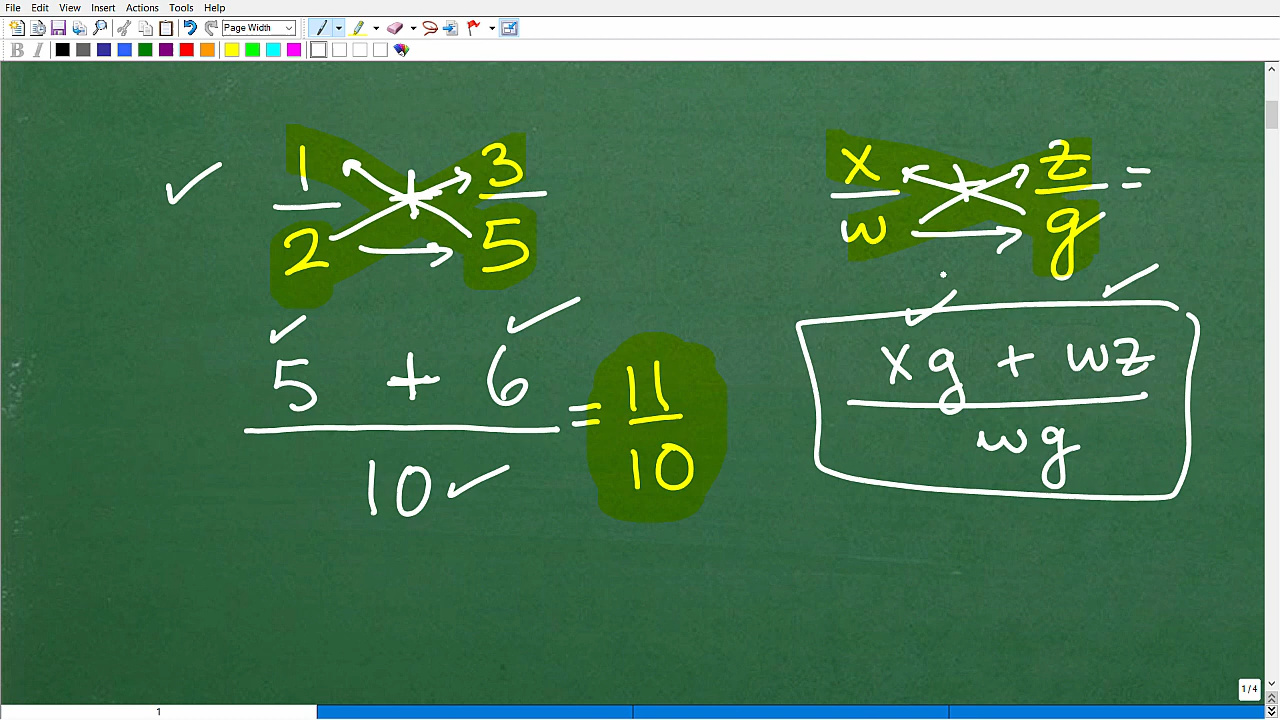 File Edit View Insert Actions Tools Help
Page Width
B I
1/2 + 3/5
x/w + z/g =
5 + 6
10
= 11/10
xg + wz
wg
1/4
1